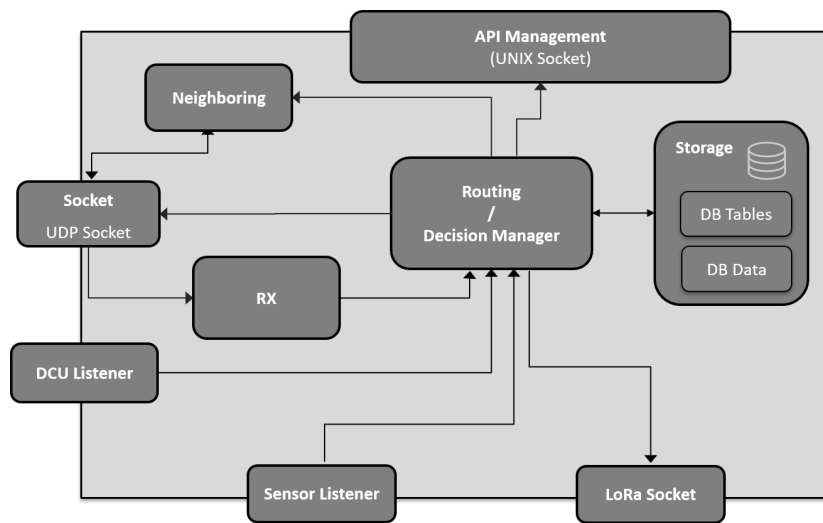 API Management
(UNIX Socket)
Neighboring
Storage
Routing
/
Decision Manager
Socket
UDP Socket
DB Tables
DB Data
RX
DCU Listener
Sensor Listener
LoRa Socket